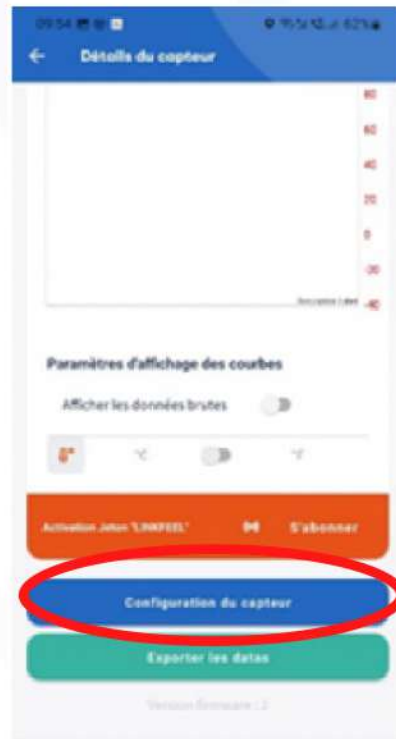 09:54
62%
Détails du capteur
80
60
40
20
0
-20
-40
Paramètres d'affichage des courbes
Afficher les données brutes
°C °F
Activation Jeton "LINKFEEL" S'abonner
Configuration du capteur
Exporter les datas
Version firmware : 2